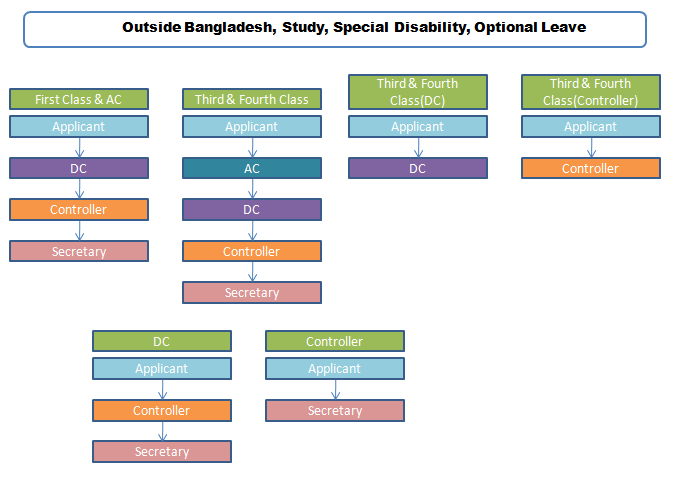 Outside Bangladesh, Study, Special Disability, Optional Leave
First Class & AC
Applicant
DC
Controller
Secretary
Third & Fourth Class
Applicant
AC
DC
Controller
Secretary
Third & Fourth
Class(DC)
Applicant
DC
Third & Fourth
Class(Controller)
Applicant
Controller
DC
Applicant
Controller
Secretary
Controller
Applicant
Secretary